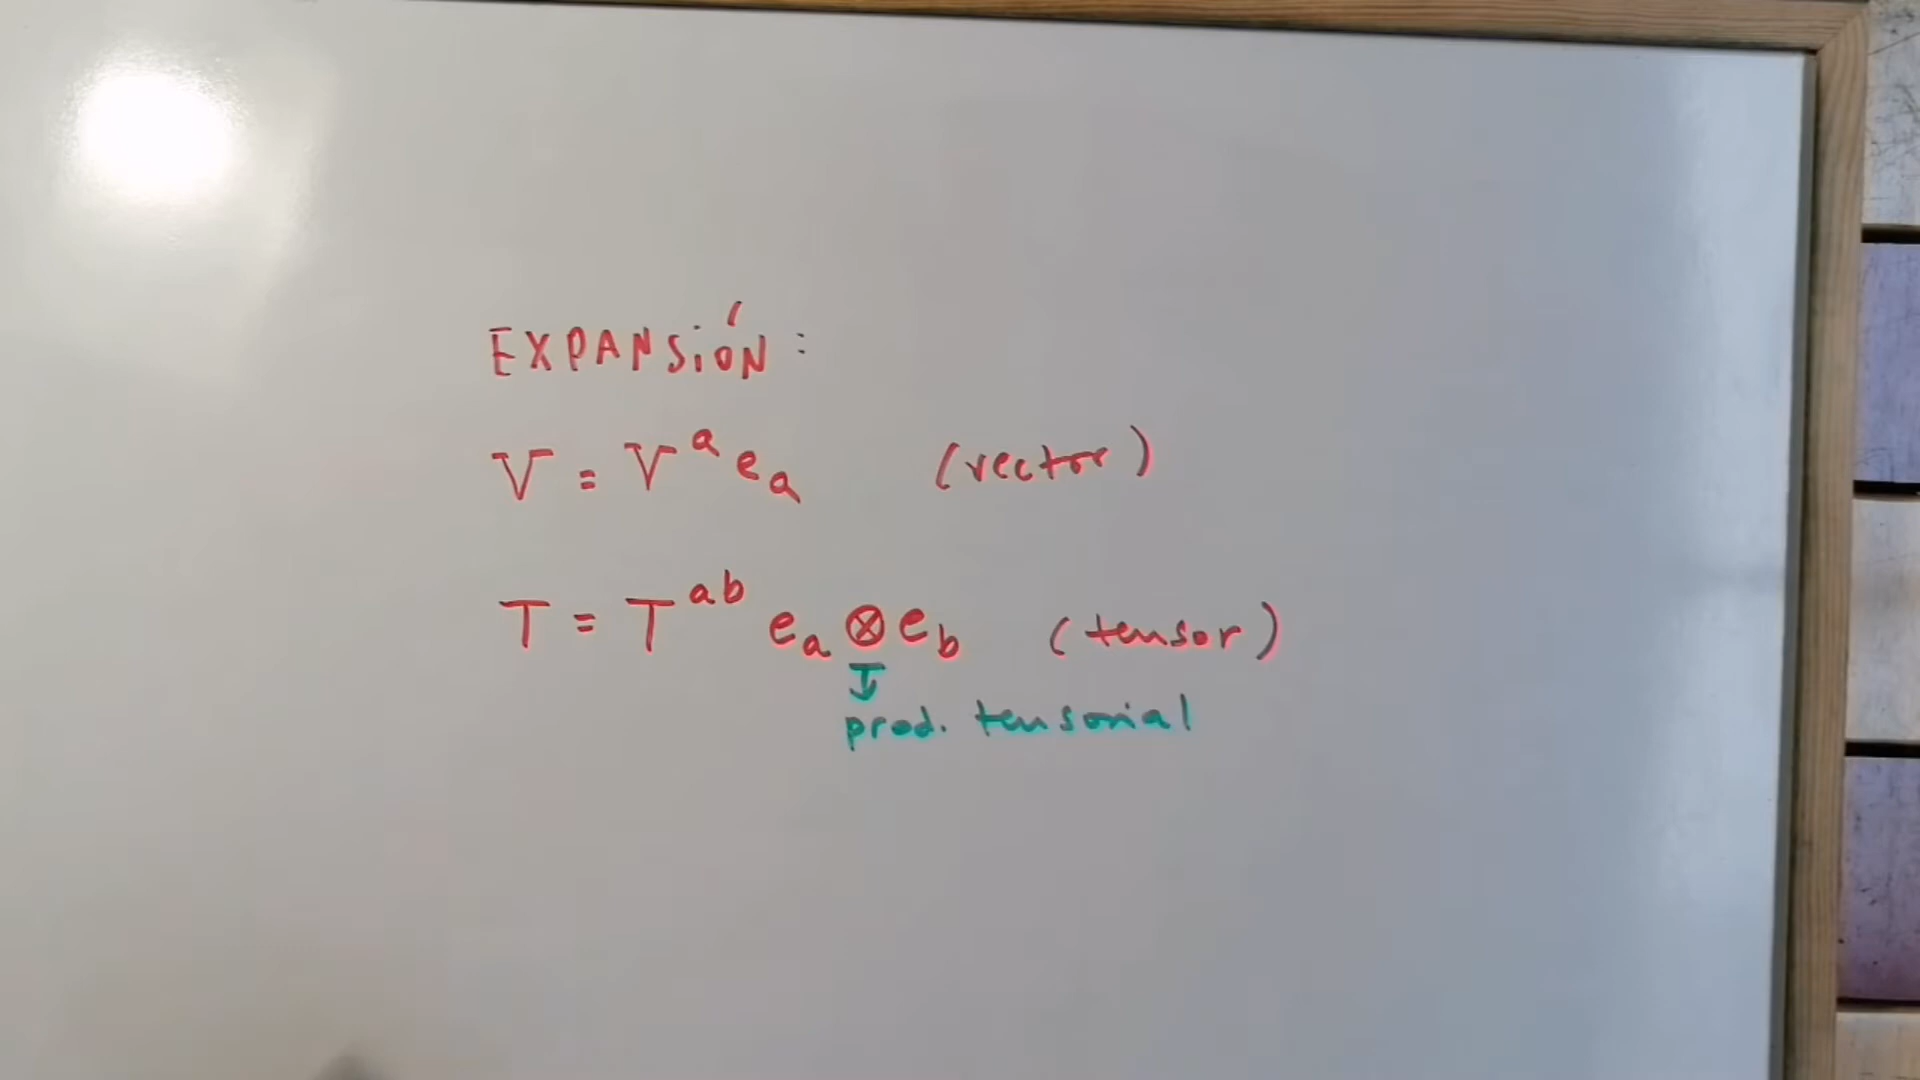 EXPANSIÓN:
V = V^a e_a (vector)
T = T^ab e_a ⊗ e_b (tensor)
prod. tensorial